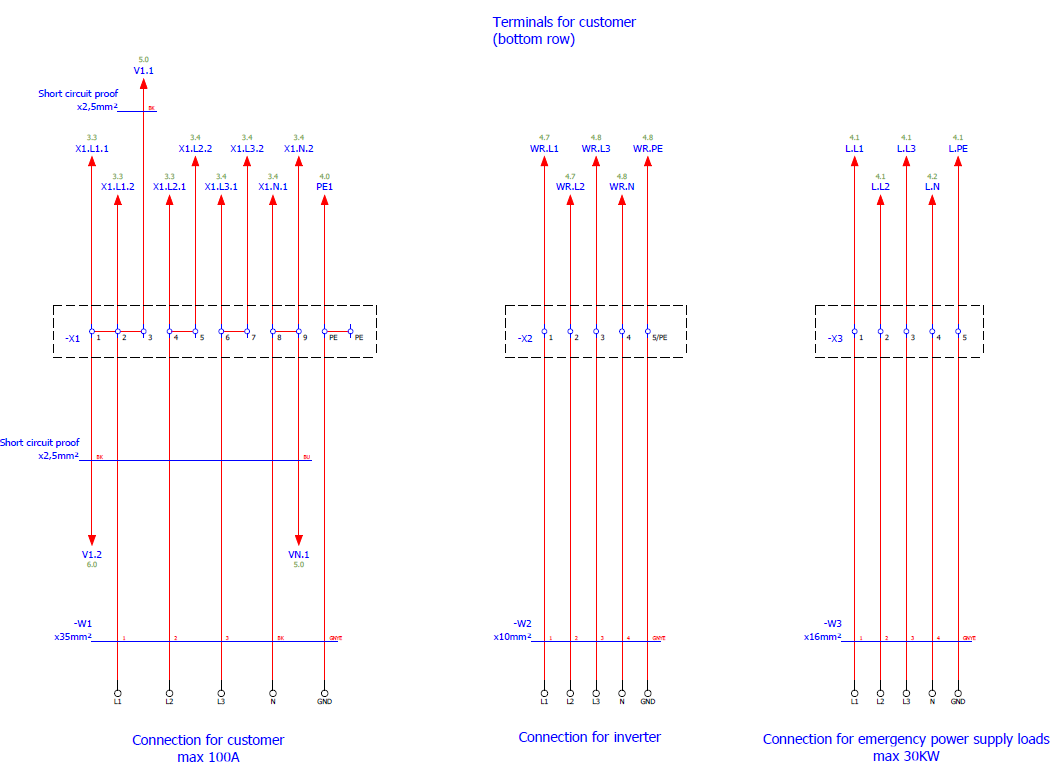 Terminals for customer
(bottom row)
5.0
V1.1
Short circuit proof
x2,5mm²
BK
3.3 3.4 3.4 3.4
X1.L1.1 X1.L2.2 X1.L3.2 X1.N.2
3.3 3.3 3.4 3.4 4.0
X1.L1.2 X1.L2.1 X1.L3.1 X1.N.1 PE1
-X1 1 2 3 4 5 6 7 8 9 PE PE
Short circuit proof
x2,5mm²
BK BU
V1.2 VN.1
6.0 5.0
-W1
x35mm²
1 2 3 BK GNYE
L1 L2 L3 N GND
Connection for customer
max 100A
4.7 4.8 4.8
WR.L1 WR.L3 WR.PE
4.7 4.8
WR.L2 WR.N
-X2 1 2 3 4 5/PE
-W2
x10mm²
1 2 3 4 GNYE
L1 L2 L3 N GND
Connection for inverter
4.1 4.1 4.1
L.L1 L.L3 L.PE
4.1 4.2
L.L2 L.N
-X3 1 2 3 4 5
-W3
x16mm²
1 2 3 4 GNYE
L1 L2 L3 N GND
Connection for emergency power supply loads
max 30KW